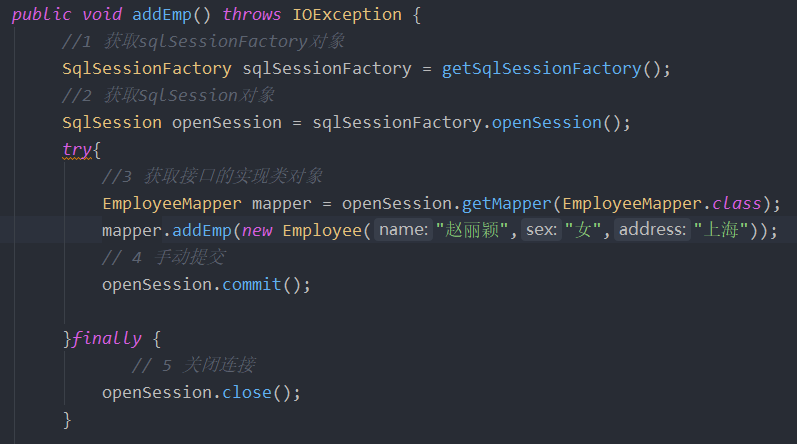 public void addEmp() throws IOException {
//1 获取sqlSessionFactory对象
SqlSessionFactory sqlSessionFactory = getSqlSessionFactory();
//2 获取SqlSession对象
SqlSession openSession = sqlSessionFactory.openSession();
try{
//3 获取接口的实现类对象
EmployeeMapper mapper = openSession.getMapper(EmployeeMapper.class);
mapper.addEmp(new Employee( name: "赵丽颖", sex: "女", address: "上海"));
// 4 手动提交
openSession.commit();
}finally {
// 5 关闭连接
openSession.close();
}